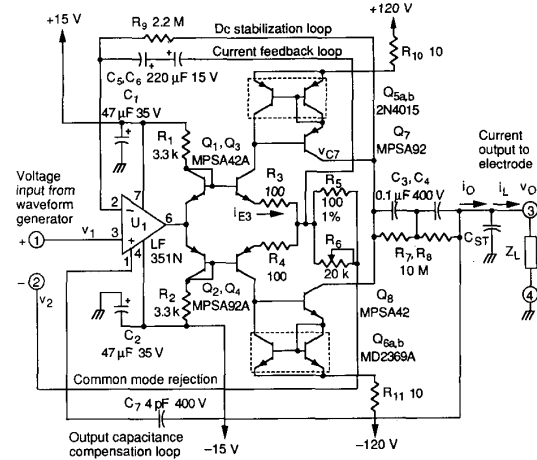 +120 V
+15 V
R9 2.2 M
Dc stabilization loop
Current feedback loop
R10 10
C5,C6 220 µF 15 V
C1
47 µF 35 V
Q5a,b
2N4015
R1
3.3 k
Q1, Q3
MPSA42A
Q7
MPSA92
vC7
Current
output to
electrode
Voltage
input from
waveform
generator
R3
100
R5
100
1%
C3, C4
0.1 µF 400 V
iO
iL
vO
3
iE3
2
7
6
U1
LF
351N
3
1
4
+ 1
v1
− 2
v2
R6
20 k
R4
100
R7, R8
10 M
CST
ZL
4
R2
3.3 k
Q2, Q4
MPSA92A
Q8
MPSA42
C2
47 µF 35 V
Q6a,b
MD2369A
Common mode rejection
R11 10
C7 4 pF 400 V
Output capacitance
compensation loop
−15 V
−120 V